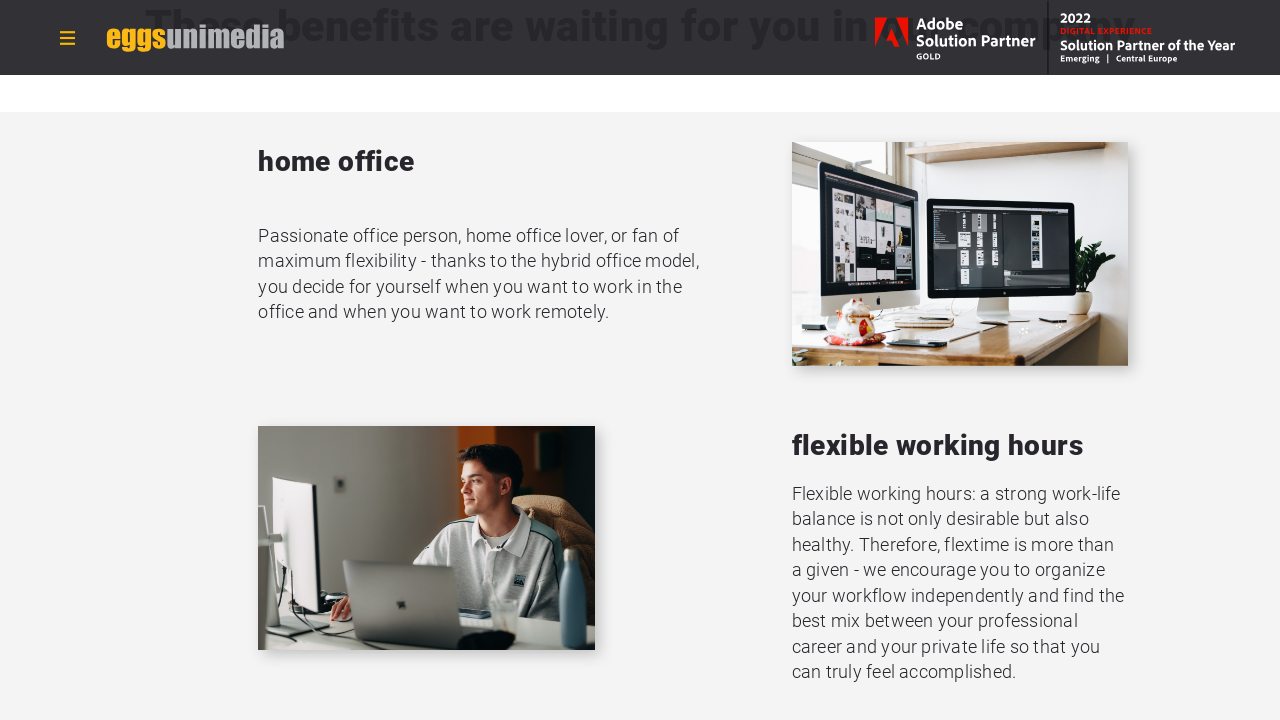 These benefits are waiting for you in our company
eggsunimedia
Adobe
Solution Partner
GOLD
2022
DIGITAL EXPERIENCE
Solution Partner of the Year
Emerging | Central Europe
home office
Passionate office person, home office lover, or fan of
maximum flexibility - thanks to the hybrid office model,
you decide for yourself when you want to work in the
office and when you want to work remotely.
flexible working hours
Flexible working hours: a strong work-life
balance is not only desirable but also
healthy. Therefore, flextime is more than
a given - we encourage you to organize
your workflow independently and find the
best mix between your professional
career and your private life so that you
can truly feel accomplished.